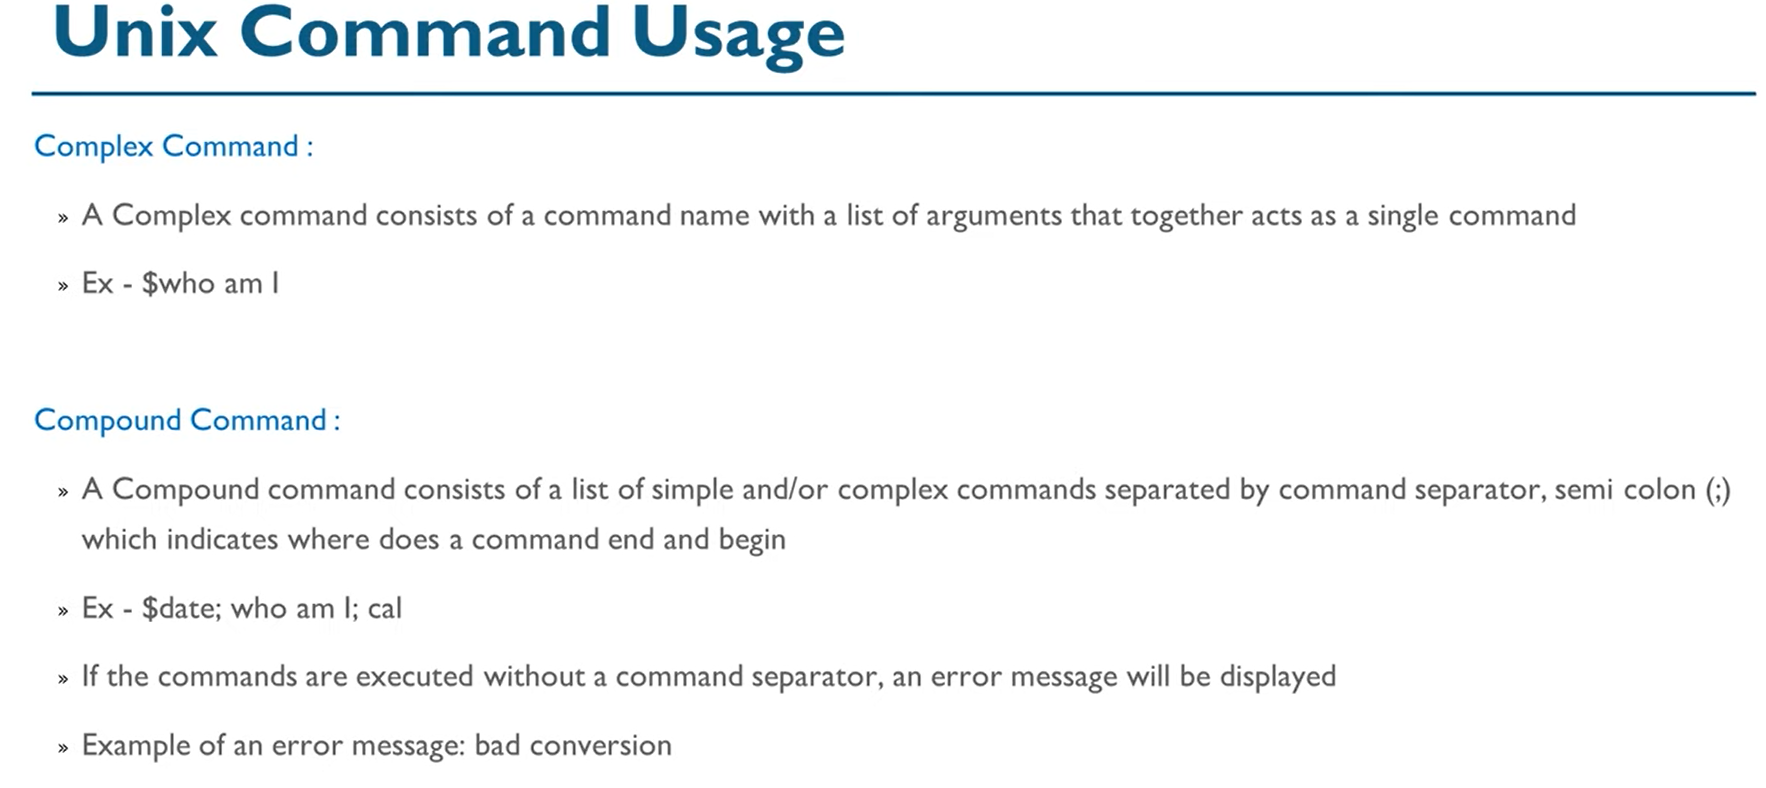 Unix Command Usage
Complex Command :
» A Complex command consists of a command name with a list of arguments that together acts as a single command
» Ex - $who am I
Compound Command :
» A Compound command consists of a list of simple and/or complex commands separated by command separator, semi colon (;)
which indicates where does a command end and begin
» Ex - $date; who am I; cal
» If the commands are executed without a command separator, an error message will be displayed
» Example of an error message: bad conversion